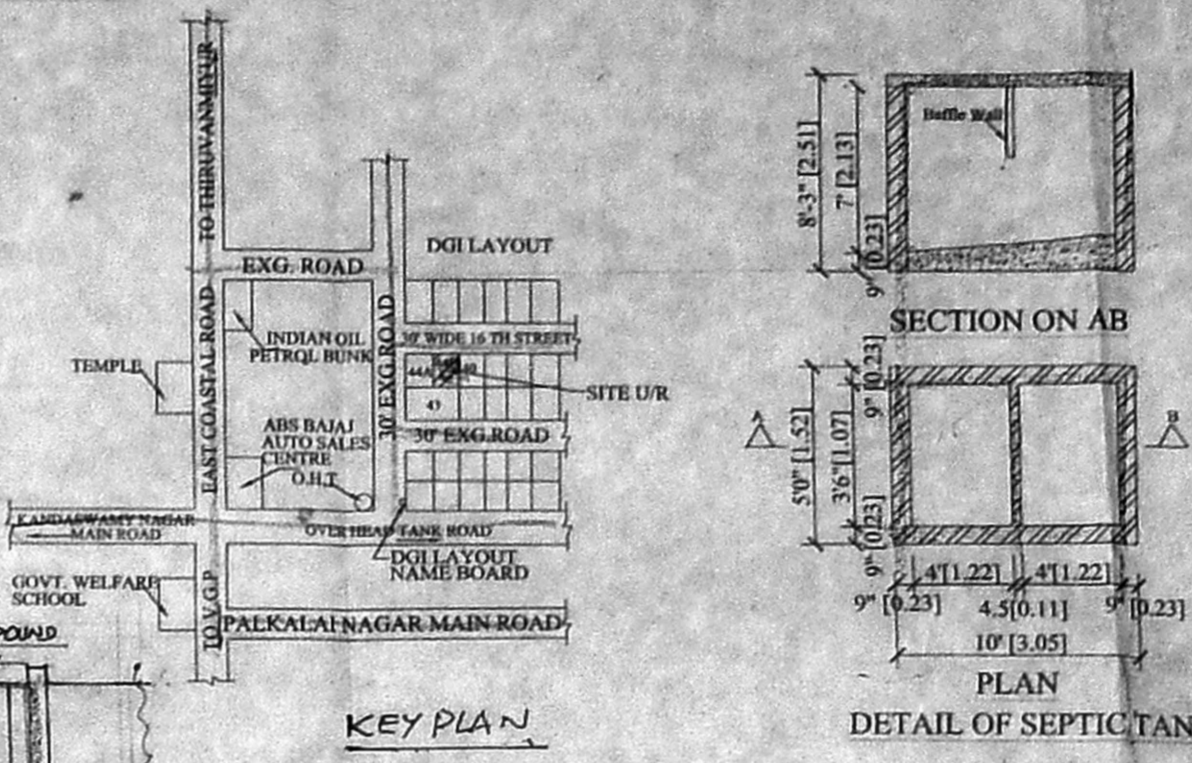 TO THIRUVANMIYUR
EXG. ROAD
DGI LAYOUT
EAST COASTAL ROAD
INDIAN OIL
PETROL BUNK
30' EXG.ROAD
30' WIDE 16 TH STREET
TEMPLE
44A
43
SITE U/R
30' EXG.ROAD
ABS BAJAJ
AUTO SALES
CENTRE
O.H.T
KANDASWAMY NAGAR
MAIN ROAD
OVER HEAD TANK ROAD
DGI LAYOUT
NAME BOARD
GOVT. WELFARE
SCHOOL
TO V.G.P
PALKALAI NAGAR MAIN ROAD
POUND
KEY PLAN
Baffle Wall
8'-3" [2.51]
7' [2.13]
9" [0.23]
SECTION ON AB
A
B
5'0" [1.52]
3'6"[1.07]
9" [0.23]
9" [0.23]
4'[1.22]
4'[1.22]
9" [0.23]
4.5[0.11]
9" [0.23]
10' [3.05]
PLAN
DETAIL OF SEPTIC TAN